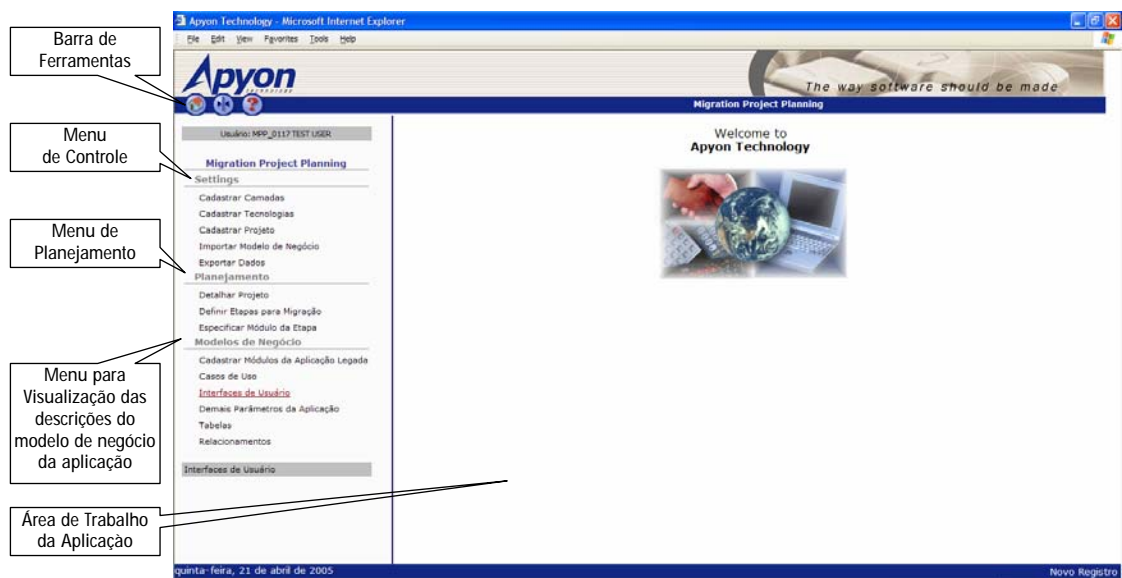 Barra de
Ferramentas
Menu
de Controle
Menu de
Planejamento
Menu para
Visualização das
descrições do
modelo de negócio
da aplicação
Área de Trabalho
da Aplicaçào
Apyon Technology - Microsoft Internet Explorer
File Edit View Favorites Tools Help
Apyon
TECHNOLOGY
The way software should be made
Migration Project Planning
Usuário: MPP_0117 TEST USER
Migration Project Planning
Settings
Cadastrar Camadas
Cadastrar Tecnologias
Cadastrar Projeto
Importar Modelo de Negócio
Exportar Dados
Planejamento
Detalhar Projeto
Definir Etapas para Migração
Especificar Módulo da Etapa
Modelos de Negócio
Cadastrar Módulos da Aplicação Legada
Casos de Uso
Interfaces de Usuário
Demais Parâmetros da Aplicação
Tabelas
Relacionamentos
Interfaces de Usuário
Welcome to
Apyon Technology
quinta-feira, 21 de abril de 2005
Novo Registro